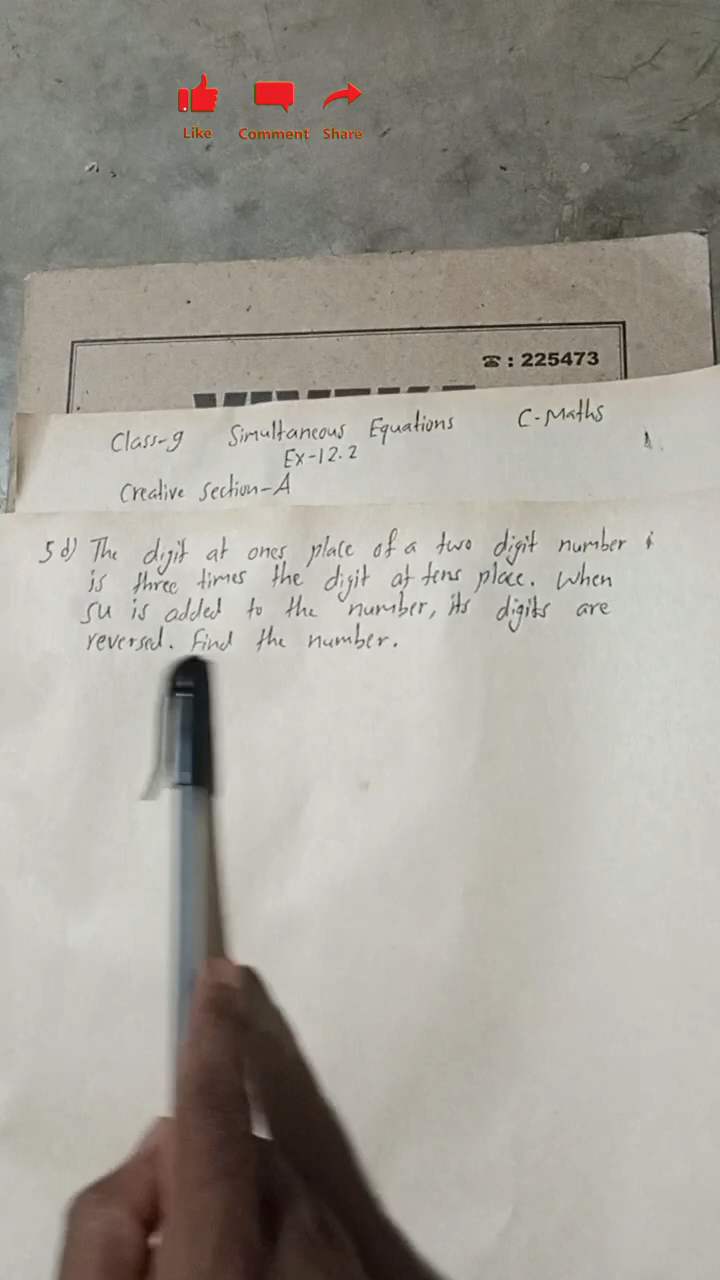 Like Comment Share
☎ : 225473
Class-9 Simultaneous Equations C-Maths
Ex-12.2
Creative section-A
5 d) The digit at ones place of a two digit number
is three times the digit at tens place. When
54 is added to the number, its digits are
reversed. Find the number.